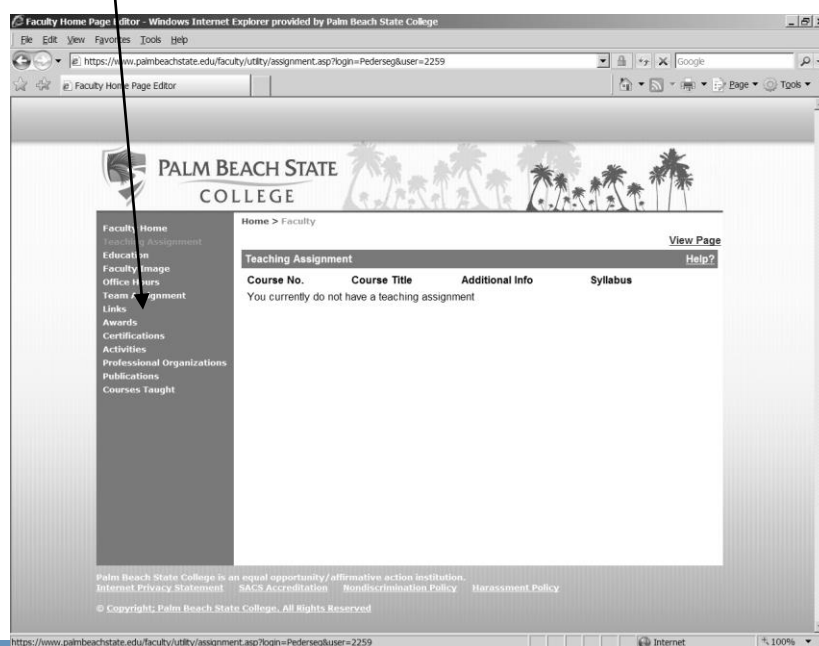 Faculty Home Page Editor - Windows Internet Explorer provided by Palm Beach State College
File Edit View Favorites Tools Help
https://www.palmbeachstate.edu/faculty/utility/assignment.asp?login=Pederseg&user=2259
Google
Faculty Home Page Editor
Page Tools
PALM BEACH STATE
COLLEGE
Home > Faculty
View Page
Faculty Home
Teaching Assignment
Education
Faculty Image
Office Hours
Team Assignment
Links
Awards
Certifications
Activities
Professional Organizations
Publications
Courses Taught
Teaching Assignment Help?
Course No. Course Title Additional Info Syllabus
You currently do not have a teaching assignment
Palm Beach State College is an equal opportunity/affirmative action institution.
Internet Privacy Statement SACS Accreditation Nondiscrimination Policy Harassment Policy
© Copyright: Palm Beach State College. All Rights Reserved
https://www.palmbeachstate.edu/faculty/utility/assignment.asp?login=Pederseg&user=2259
Internet
100%